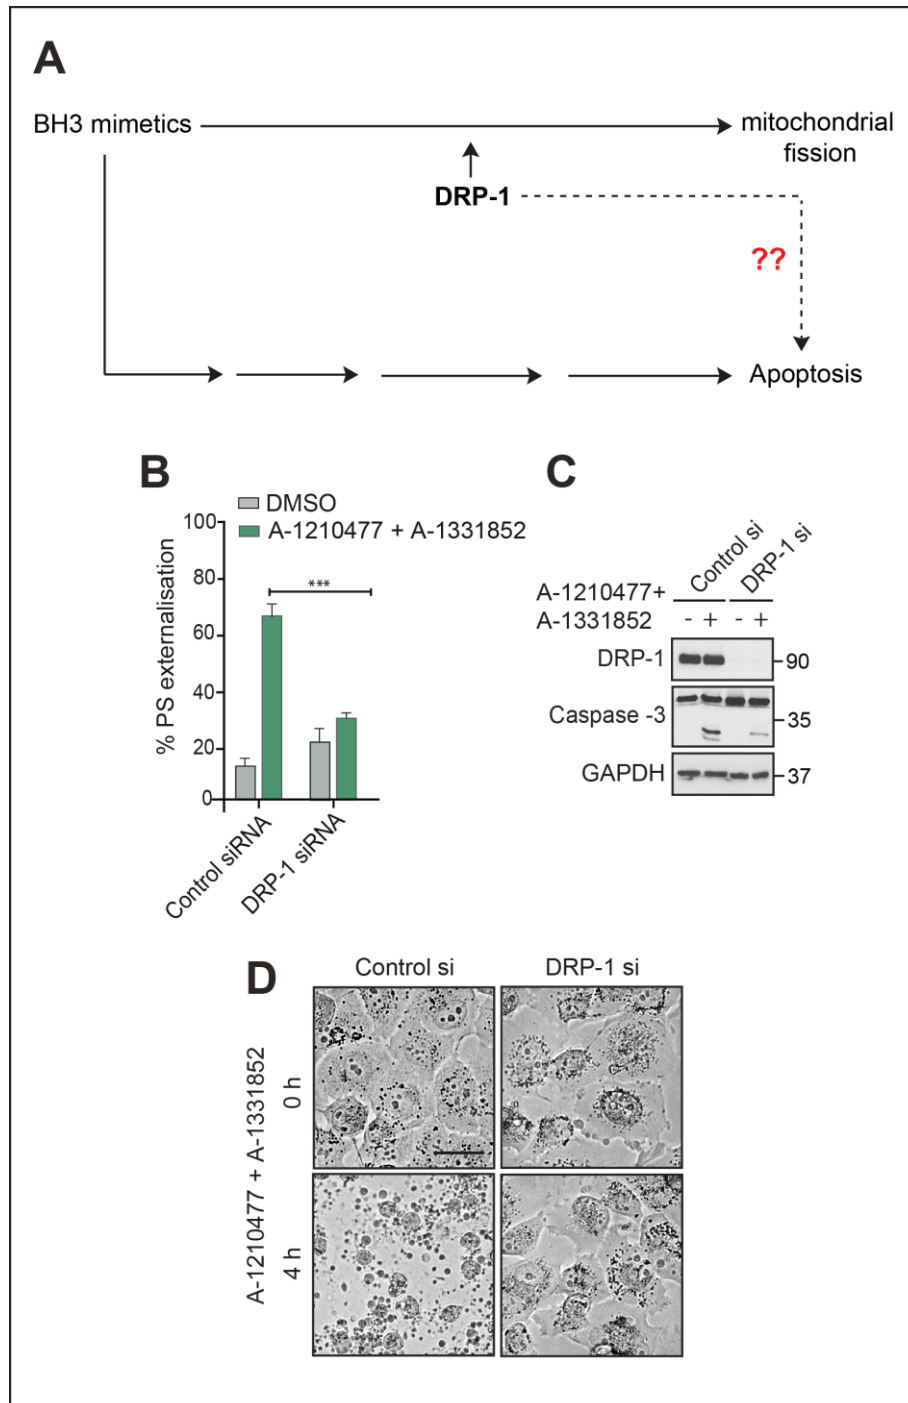 A
BH3 mimetics
mitochondrial
fission
DRP-1
??
Apoptosis
B
DMSO
A-1210477 + A-1331852
% PS externalisation
100
80
60
40
20
0
***
Control siRNA
DRP-1 siRNA
C
Control si
DRP-1 si
A-1210477+
A-1331852
- + - +
DRP-1
90
Caspase -3
35
GAPDH
37
D
Control si
DRP-1 si
A-1210477 + A-1331852
0 h
4 h